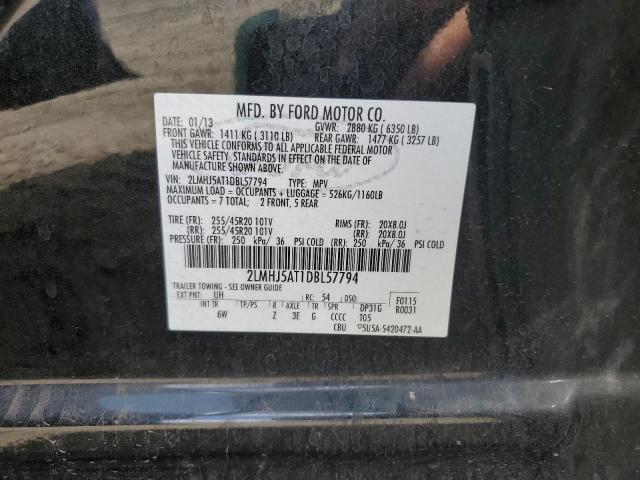 MFD. BY FORD MOTOR CO.
DATE: 01/13 GVWR: 2880 KG ( 6350 LB)
FRONT GAWR: 1411 KG ( 3110 LB) REAR GAWR: 1477 KG ( 3257 LB)
THIS VEHICLE CONFORMS TO ALL APPLICABLE FEDERAL MOTOR
VEHICLE SAFETY STANDARDS IN EFFECT ON THE DATE OF
MANUFACTURE SHOWN ABOVE.
VIN: 2LMHJ5AT1DBL57794 TYPE: MPV
MAXIMUM LOAD = OCCUPANTS + LUGGAGE = 526KG/1160LB
OCCUPANTS = 7 TOTAL; 2 FRONT, 5 REAR
TIRE (FR): 255/45R20 101V RIMS (FR): 20X8.0J
(RR): 255/45R20 101V (RR): 20X8.0J
PRESSURE (FR): 250 kPa/ 36 PSI COLD (RR): 250 kPa/ 36 PSI COLD
2LMHJ5AT1DBL57794
TRAILER TOWING - SEE OWNER GUIDE
EXT PNT: UH RC: 54 DSO: F0115
INT TR TP/PS R AXLE TR SPR DP31G R0031
6W Z 3E G CCCC T05
CBU 5U5A-5420472-AA